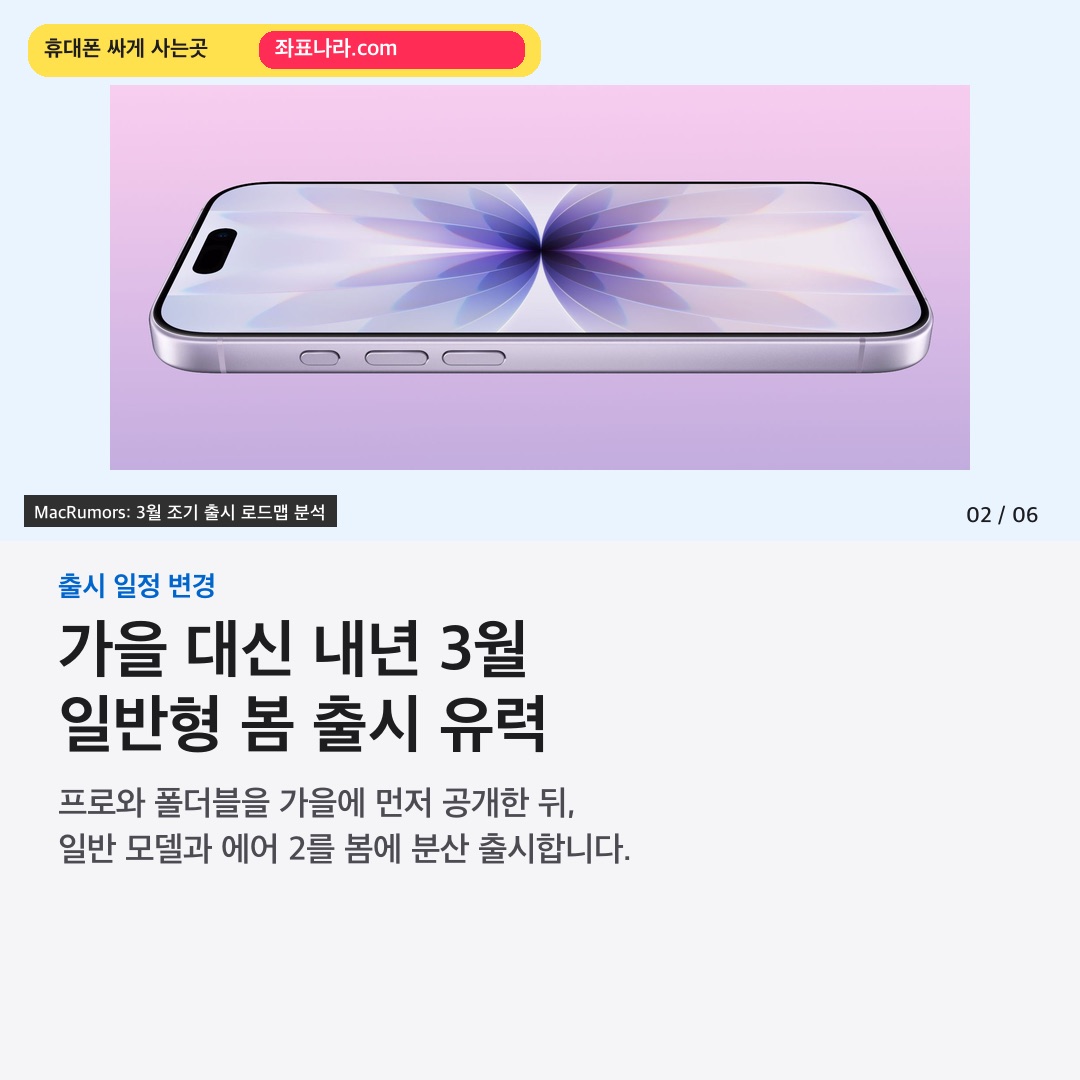 휴대폰 싸게 사는곳 좌표나라.com
MacRumors: 3월 조기 출시 로드맵 분석
02 / 06
출시 일정 변경
가을 대신 내년 3월
일반형 봄 출시 유력
프로와 폴더블을 가을에 먼저 공개한 뒤,
일반 모델과 에어 2를 봄에 분산 출시합니다.